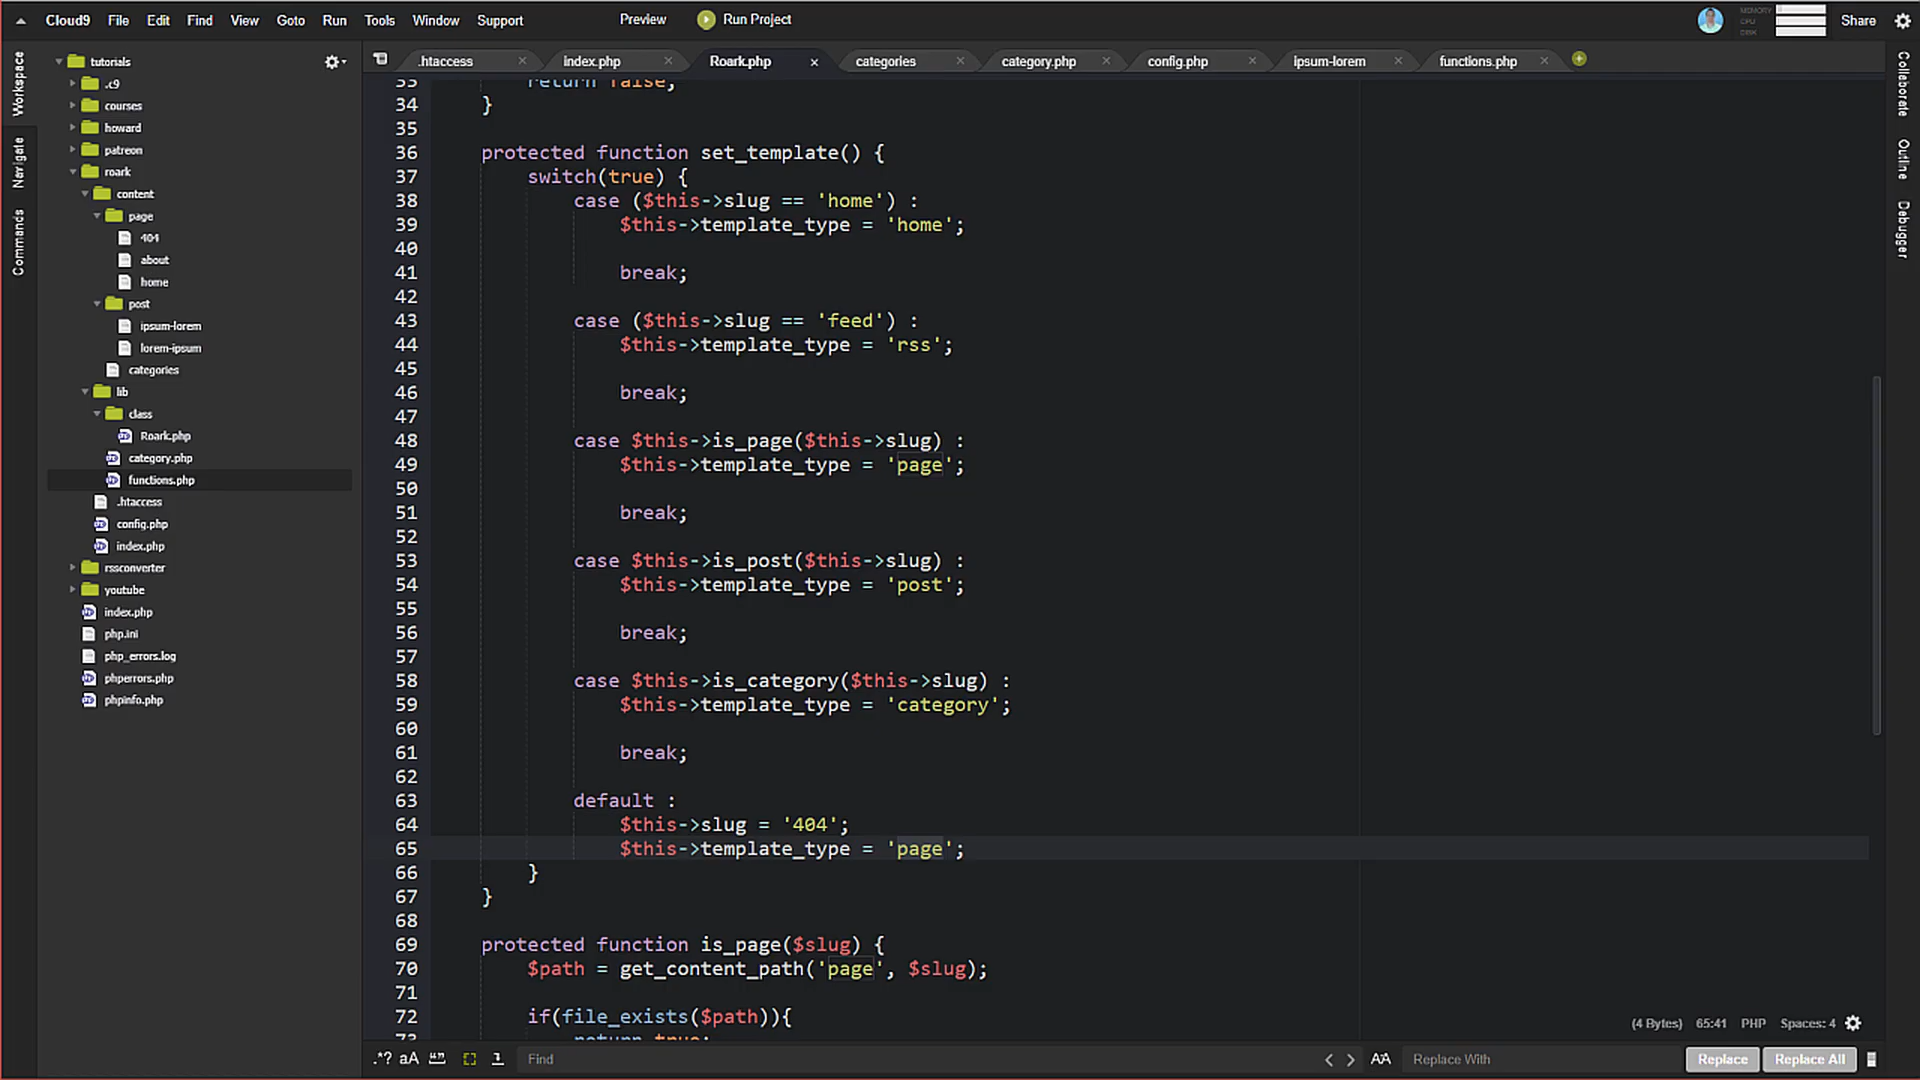 Cloud9 File Edit Find View Goto Run Tools Window Support Preview Run Project MEMORY CPU DISK Share
Workspace
Navigate
Commands
tutorials
.c9
courses
howard
patreon
roark
content
page
404
about
home
post
ipsum-lorem
lorem-ipsum
categories
lib
class
Roark.php
category.php
functions.php
.htaccess
config.php
index.php
rssconverter
youtube
index.php
php.ini
php_errors.log
phperrors.php
phpinfo.php
.htaccess × index.php × Roark.php × categories × category.php × config.php × ipsum-lorem × functions.php ×
33 return false;
34 }
35
36 protected function set_template() {
37 switch(true) {
38 case ($this->slug == 'home') :
39 $this->template_type = 'home';
40
41 break;
42
43 case ($this->slug == 'feed') :
44 $this->template_type = 'rss';
45
46 break;
47
48 case $this->is_page($this->slug) :
49 $this->template_type = 'page';
50
51 break;
52
53 case $this->is_post($this->slug) :
54 $this->template_type = 'post';
55
56 break;
57
58 case $this->is_category($this->slug) :
59 $this->template_type = 'category';
60
61 break;
62
63 default :
64 $this->slug = '404';
65 $this->template_type = 'page';
66 }
67 }
68
69 protected function is_page($slug) {
70 $path = get_content_path('page', $slug);
71
72 if(file_exists($path)){
73 return true;
(4 Bytes) 65:41 PHP Spaces: 4
.*? aA Find Replace With Replace Replace All
Collaborate
Outline
Debugger